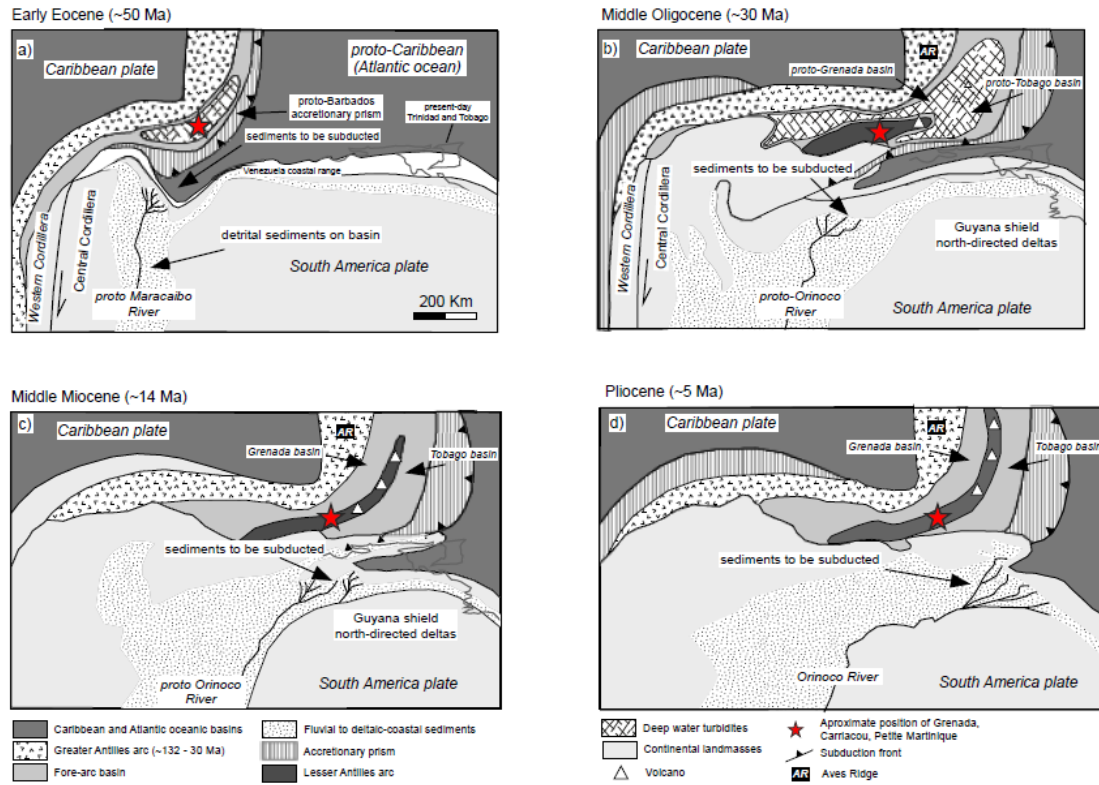 Early Eocene (~50 Ma)
a)
Caribbean plate
proto-Caribbean
(Atlantic ocean)
proto-Barbados
accretionary prism
present-day
Trinidad and Tobago
sediments to be subducted
Venezuela coastal range
Western Cordillera
Central Cordillera
detrital sediments on basin
South America plate
proto Maracaibo
River
200 Km
Middle Oligocene (~30 Ma)
b)
Caribbean plate
AR
proto-Grenada basin
proto-Tobago basin
sediments to be subducted
Western Cordillera
Central Cordillera
Guyana shield
north-directed deltas
proto-Orinoco
River
South America plate
Middle Miocene (~14 Ma)
c)
Caribbean plate
AR
Grenada basin
Tobago basin
sediments to be subducted
Guyana shield
north-directed deltas
proto Orinoco
River
South America plate
Pliocene (~5 Ma)
d)
Caribbean plate
AR
Grenada basin
Tobago basin
sediments to be subducted
Orinoco River
South America plate
Caribbean and Atlantic oceanic basins
Greater Antilles arc (~132 - 30 Ma)
Fore-arc basin
Fluvial to deltaic-coastal sediments
Accretionary prism
Lesser Antilles arc
Deep water turbidites
Continental landmasses
Volcano
Aproximate position of Grenada,
Carriacou, Petite Martinique
Subduction front
AR
Aves Ridge